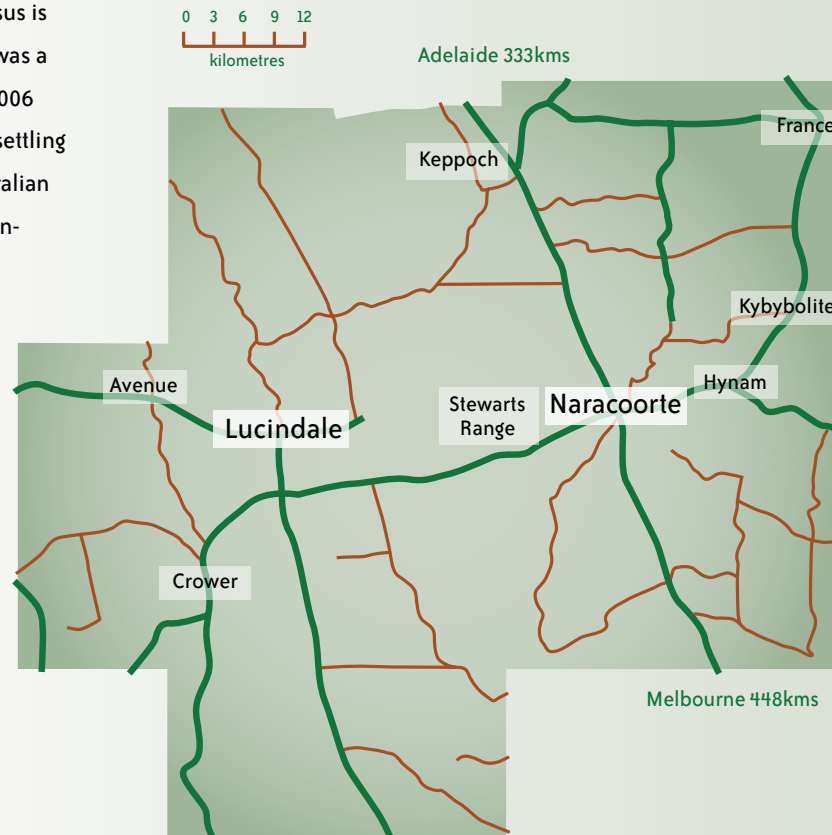 sus is
was a
006
settling
ralian
n-
0 3 6 9 12
kilometres
Adelaide 333kms
Keppoch
France
Kybybolite
Avenue
Hynam
Lucindale
Stewarts
Range
Naracoorte
Crower
Melbourne 448kms